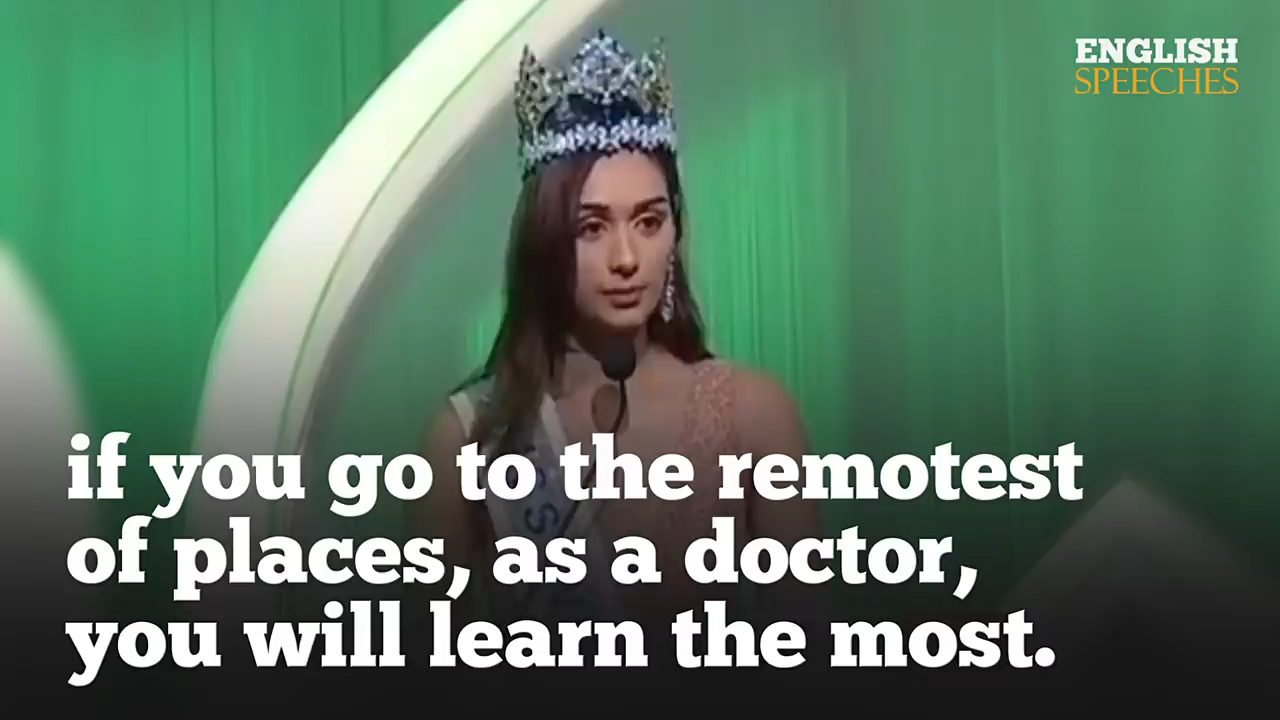 ENGLISH
SPEECHES
if you go to the remotest
of places, as a doctor,
you will learn the most.